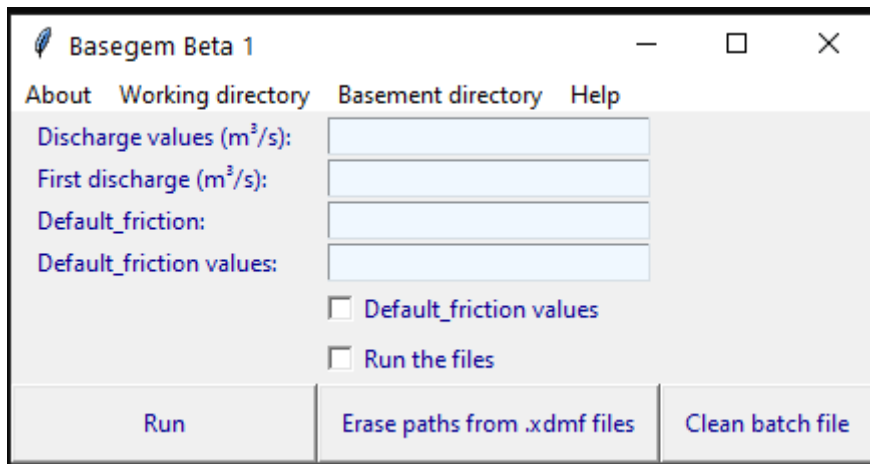 Basegem Beta 1
About Working directory Basement directory Help
Discharge values (m³/s):
First discharge (m³/s):
Default_friction:
Default_friction values:
Default_friction values
Run the files
Run Erase paths from .xdmf files Clean batch file